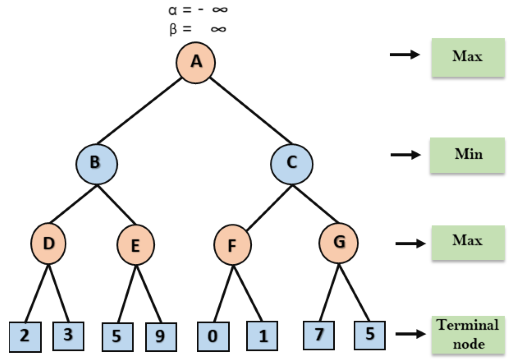 α = - ∞
β = ∞
A
Max
B
C
Min
D
E
F
G
Max
2 3 5 9 0 1 7 5
Terminal
node